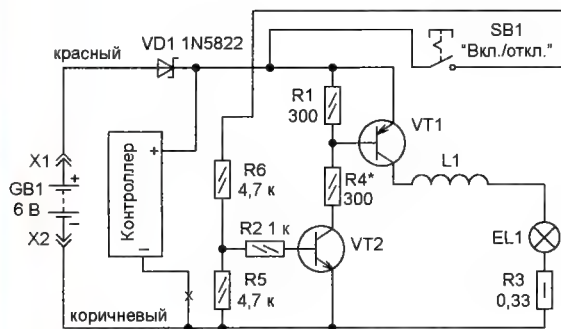 красный
VD1 1N5822
SB1
"Вкл./откл."
R1
300
VT1
X1
GB1
6 В
X2
+
−
Контроллер
+
−
R6
4,7 к
R4*
300
L1
R2 1 к
VT2
EL1
R5
4,7 к
R3
0,33
коричневый